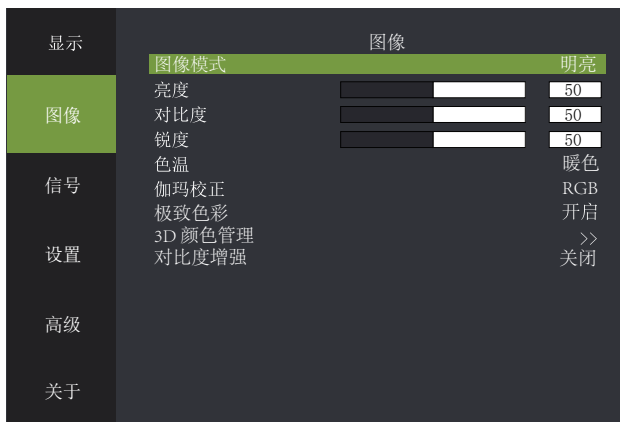 显示
图像
信号
设置
高级
关于
图像
图像模式 明亮
亮度 50
对比度 50
锐度 50
色温 暖色
伽玛校正 RGB
极致色彩 开启
3D 颜色管理 >>
对比度增强 关闭